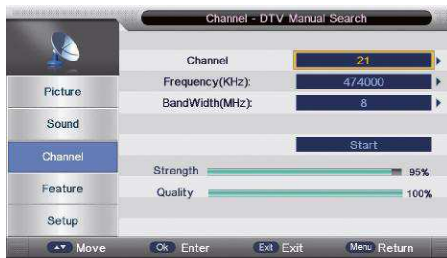 Channel - DTV Manual Search
Picture
Sound
Channel
Feature
Setup
Channel 21
Frequency(KHz): 474000
BandWidth(MHz): 8
Start
Strength 95%
Quality 100%
Move Ok Enter Exit Exit Menu Return